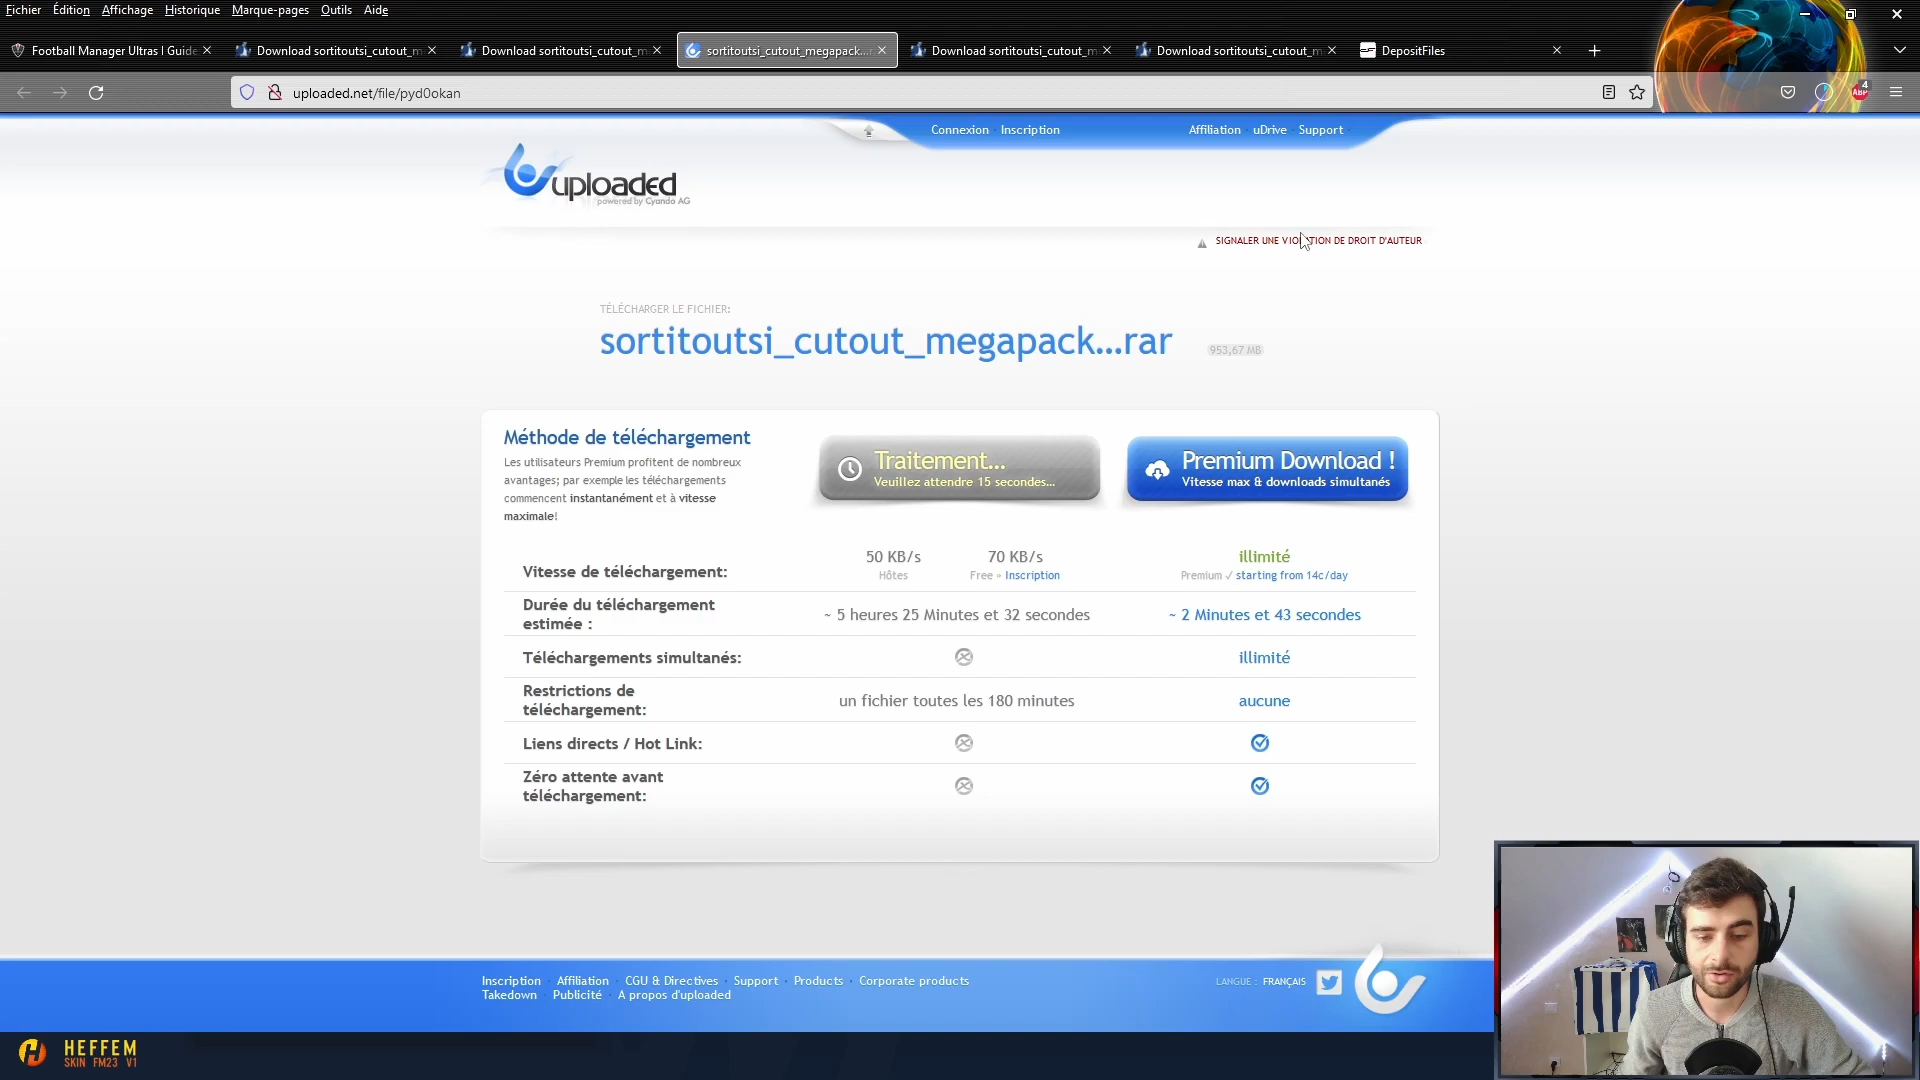 Fichier Édition Affichage Historique Marque-pages Outils Aide
Football Manager Ultras | Guide
Download sortitoutsi_cutout_m
Download sortitoutsi_cutout_m
sortitoutsi_cutout_megapack...r
Download sortitoutsi_cutout_m
Download sortitoutsi_cutout_m
DepositFiles
uploaded.net/file/pyd0okan
ABP
4
Connexion · Inscription
Affiliation · uDrive · Support ·
uploaded
powered by Cyando AG
SIGNALER UNE VIOLATION DE DROIT D'AUTEUR
TÉLÉCHARGER LE FICHIER:
sortitoutsi_cutout_megapack...rar
953,67 MB
Méthode de téléchargement
Les utilisateurs Premium profitent de nombreux
avantages; par exemple les téléchargements
commencent instantanément et à vitesse
maximale!
Traitement...
Veuillez attendre 15 secondes...
Premium Download !
Vitesse max & downloads simultanés
Vitesse de téléchargement:
50 KB/s
Hôtes
70 KB/s
Free » Inscription
illimité
Premium ✓ starting from 14c/day
Durée du téléchargement
estimée :
~ 5 heures 25 Minutes et 32 secondes
~ 2 Minutes et 43 secondes
Téléchargements simultanés:
illimité
Restrictions de
téléchargement:
un fichier toutes les 180 minutes
aucune
Liens directs / Hot Link:
Zéro attente avant
téléchargement:
Inscription · Affiliation · CGU & Directives · Support · Products · Corporate products
Takedown · Publicité · A propos d'uploaded
LANGUE : FRANÇAIS
HEFFEM
SKIN FM23 V1